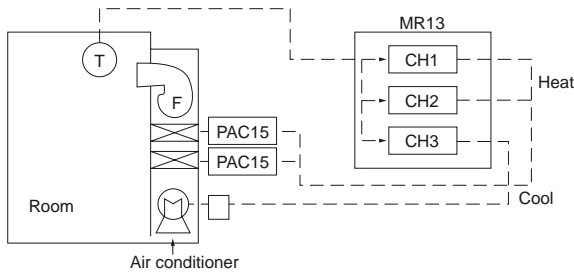 MR13
T
CH1
Heat
F
CH2
PAC15
CH3
PAC15
Room
Cool
Air conditioner